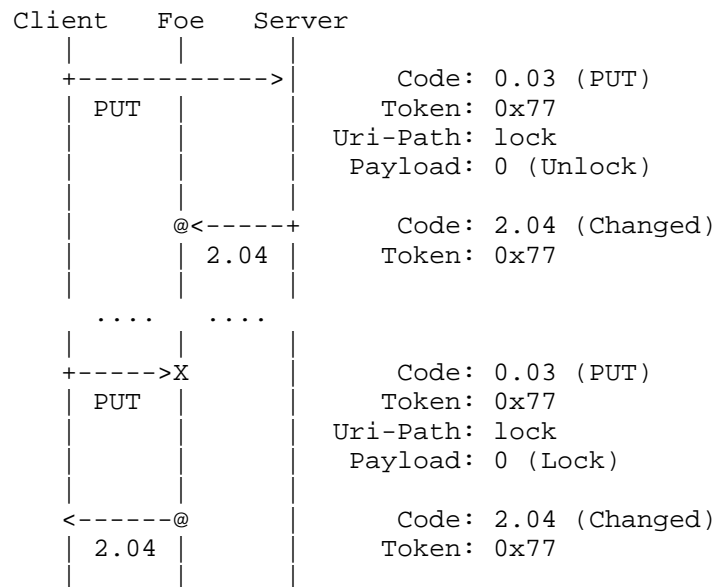 Client Foe Server
| | |
+------------>| Code: 0.03 (PUT)
| PUT | | Token: 0x77
| | | Uri-Path: lock
| | | Payload: 0 (Unlock)
| | |
| @<-----+ Code: 2.04 (Changed)
| | 2.04 | Token: 0x77
| | |
.... ....
| | |
+----->X | Code: 0.03 (PUT)
| PUT | | Token: 0x77
| | | Uri-Path: lock
| | | Payload: 0 (Lock)
| | |
<------@ | Code: 2.04 (Changed)
| 2.04 | | Token: 0x77
| | |